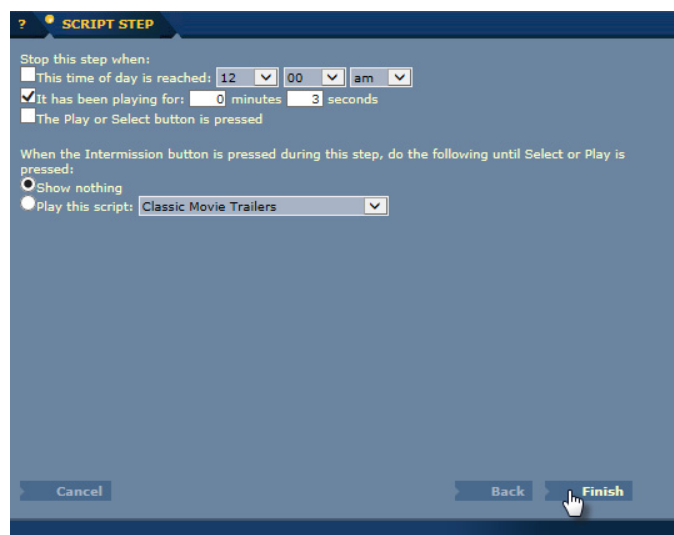 ? SCRIPT STEP
Stop this step when:
This time of day is reached: 12 00 am
It has been playing for: 0 minutes 3 seconds
The Play or Select button is pressed
When the Intermission button is pressed during this step, do the following until Select or Play is
pressed:
Show nothing
Play this script: Classic Movie Trailers
Cancel Back Finish